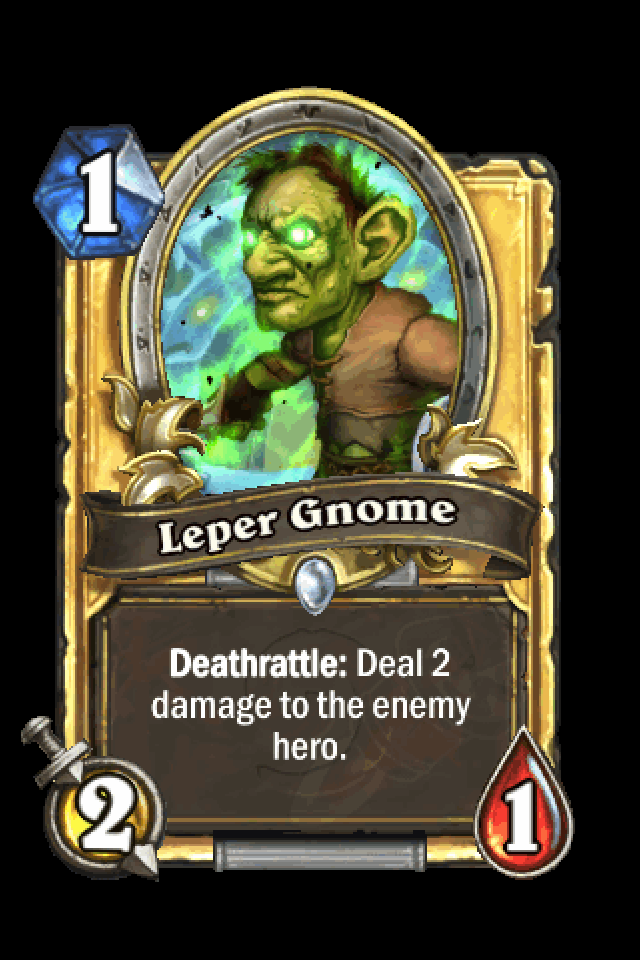 1
Leper Gnome
Deathrattle: Deal 2
damage to the enemy
hero.
2
1